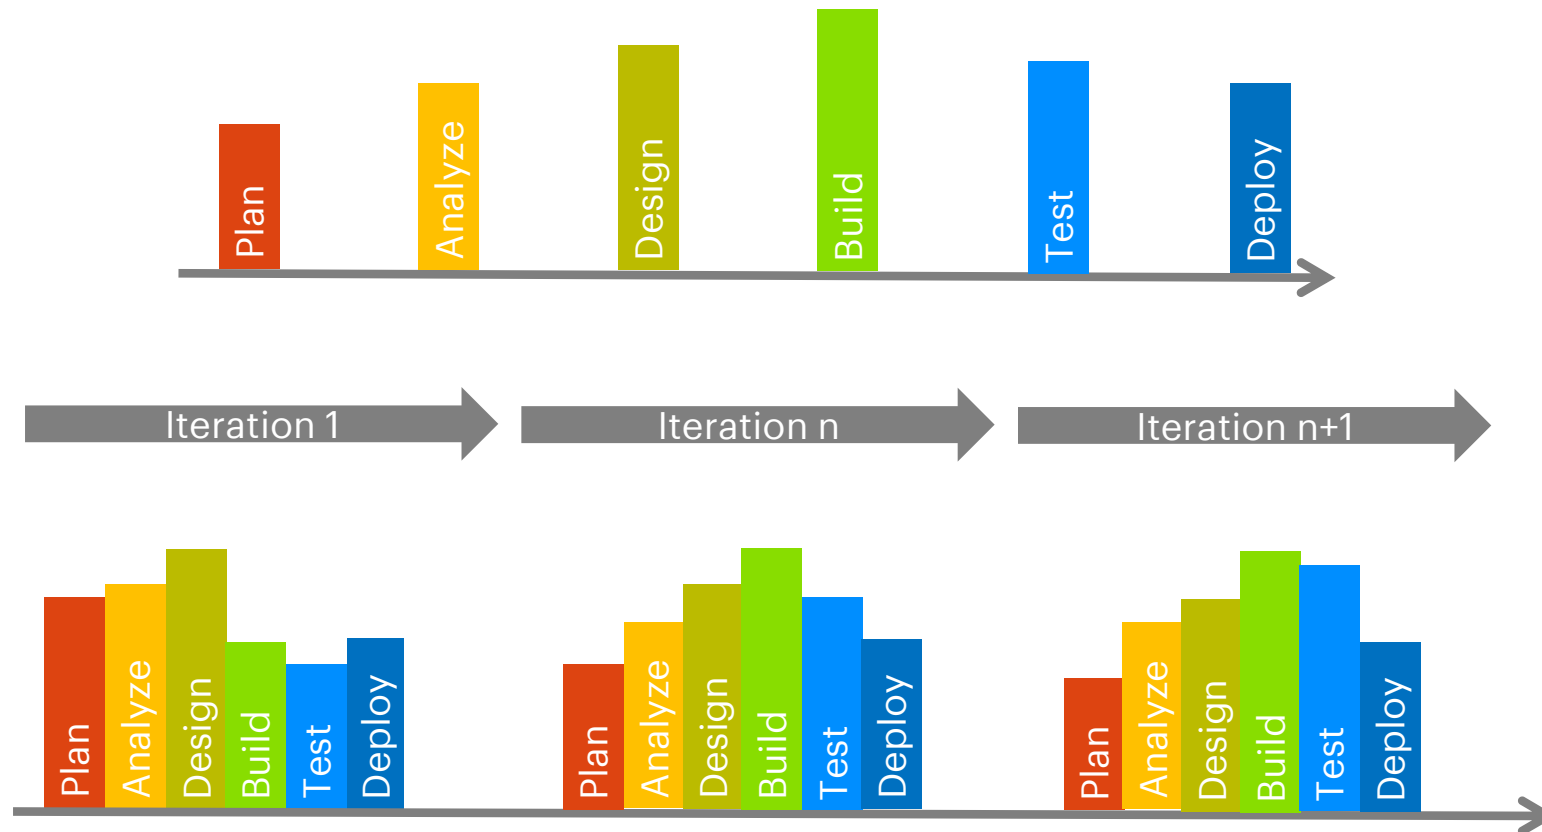 Plan
Analyze
Design
Build
Test
Deploy
Iteration 1
Iteration n
Iteration n+1
Plan
Analyze
Design
Build
Test
Deploy
Plan
Analyze
Design
Build
Test
Deploy
Plan
Analyze
Design
Build
Test
Deploy